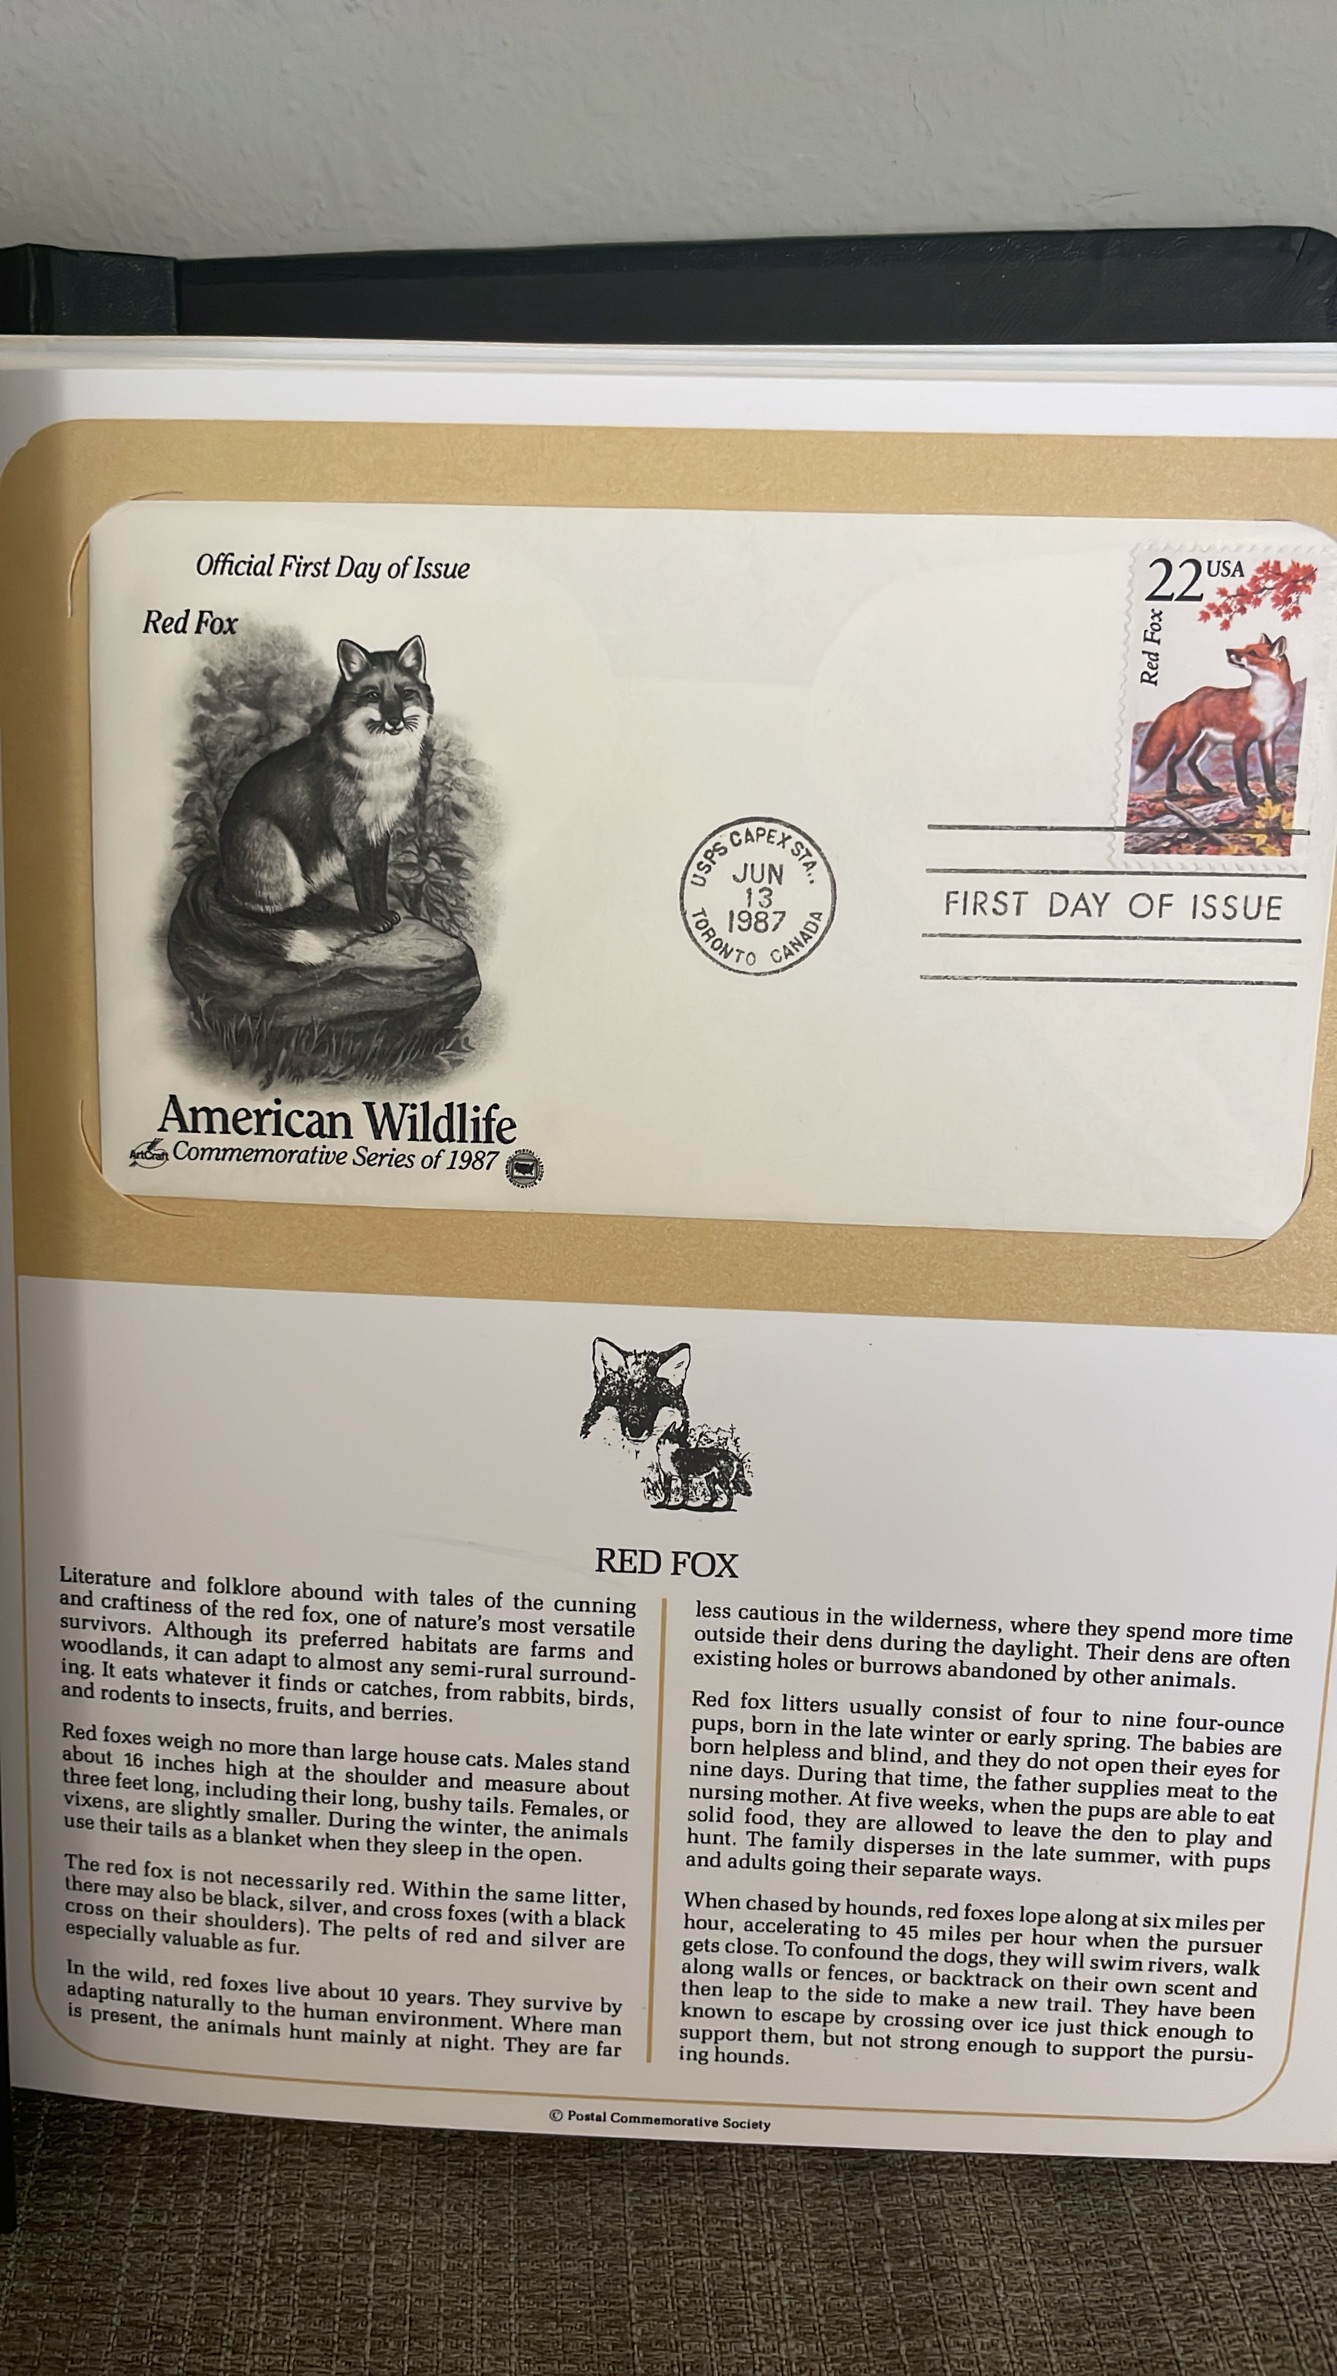 Official First Day of Issue
Red Fox
22 USA
Red Fox
USPS CAPEX STA.,
JUN
13
1987
TORONTO CANADA
FIRST DAY OF ISSUE
American Wildlife
ArtCraft Commemorative Series of 1987
RED FOX
Literature and folklore abound with tales of the cunning
and craftiness of the red fox, one of nature's most versatile
survivors. Although its preferred habitats are farms and
woodlands, it can adapt to almost any semi-rural surround-
ing. It eats whatever it finds or catches, from rabbits, birds,
and rodents to insects, fruits, and berries.
Red foxes weigh no more than large house cats. Males stand
about 16 inches high at the shoulder and measure about
three feet long, including their long, bushy tails. Females, or
vixens, are slightly smaller. During the winter, the animals
use their tails as a blanket when they sleep in the open.
The red fox is not necessarily red. Within the same litter,
there may also be black, silver, and cross foxes (with a black
cross on their shoulders). The pelts of red and silver are
especially valuable as fur.
In the wild, red foxes live about 10 years. They survive by
adapting naturally to the human environment. Where man
is present, the animals hunt mainly at night. They are far
less cautious in the wilderness, where they spend more time
outside their dens during the daylight. Their dens are often
existing holes or burrows abandoned by other animals.
Red fox litters usually consist of four to nine four-ounce
pups, born in the late winter or early spring. The babies are
born helpless and blind, and they do not open their eyes for
nine days. During that time, the father supplies meat to the
nursing mother. At five weeks, when the pups are able to eat
solid food, they are allowed to leave the den to play and
hunt. The family disperses in the late summer, with pups
and adults going their separate ways.
When chased by hounds, red foxes lope along at six miles per
hour, accelerating to 45 miles per hour when the pursuer
gets close. To confound the dogs, they will swim rivers, walk
along walls or fences, or backtrack on their own scent and
then leap to the side to make a new trail. They have been
known to escape by crossing over ice just thick enough to
support them, but not strong enough to support the pursu-
ing hounds.
© Postal Commemorative Society